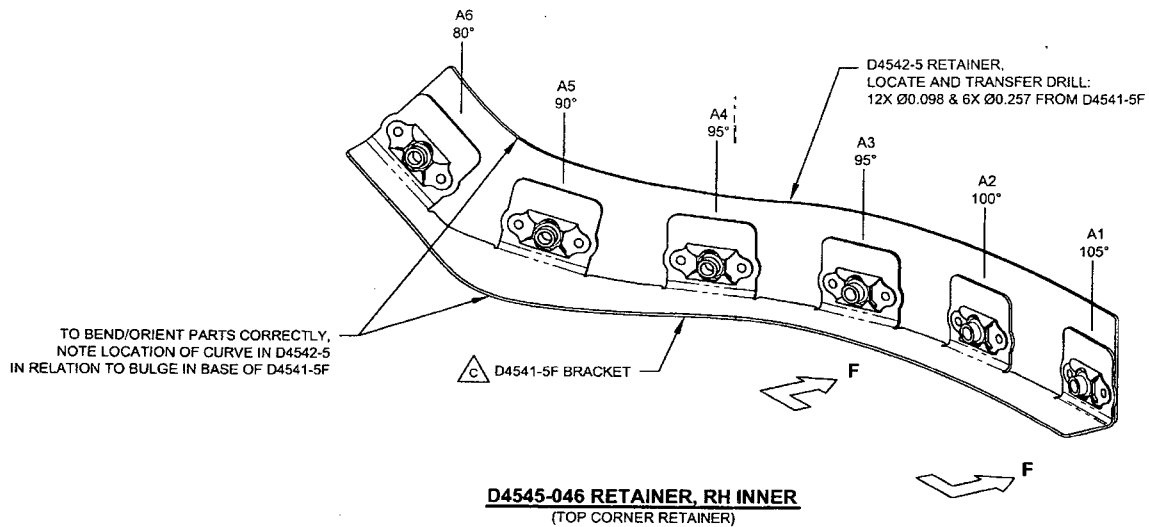 A6
80°
A5
90°
A4
95°
A3
95°
A2
100°
A1
105°
D4542-5 RETAINER,
LOCATE AND TRANSFER DRILL:
12X Ø0.098 & 6X Ø0.257 FROM D4541-5F
TO BEND/ORIENT PARTS CORRECTLY,
NOTE LOCATION OF CURVE IN D4542-5
IN RELATION TO BULGE IN BASE OF D4541-5F
C D4541-5F BRACKET
F
F
D4545-046 RETAINER, RH INNER
(TOP CORNER RETAINER)